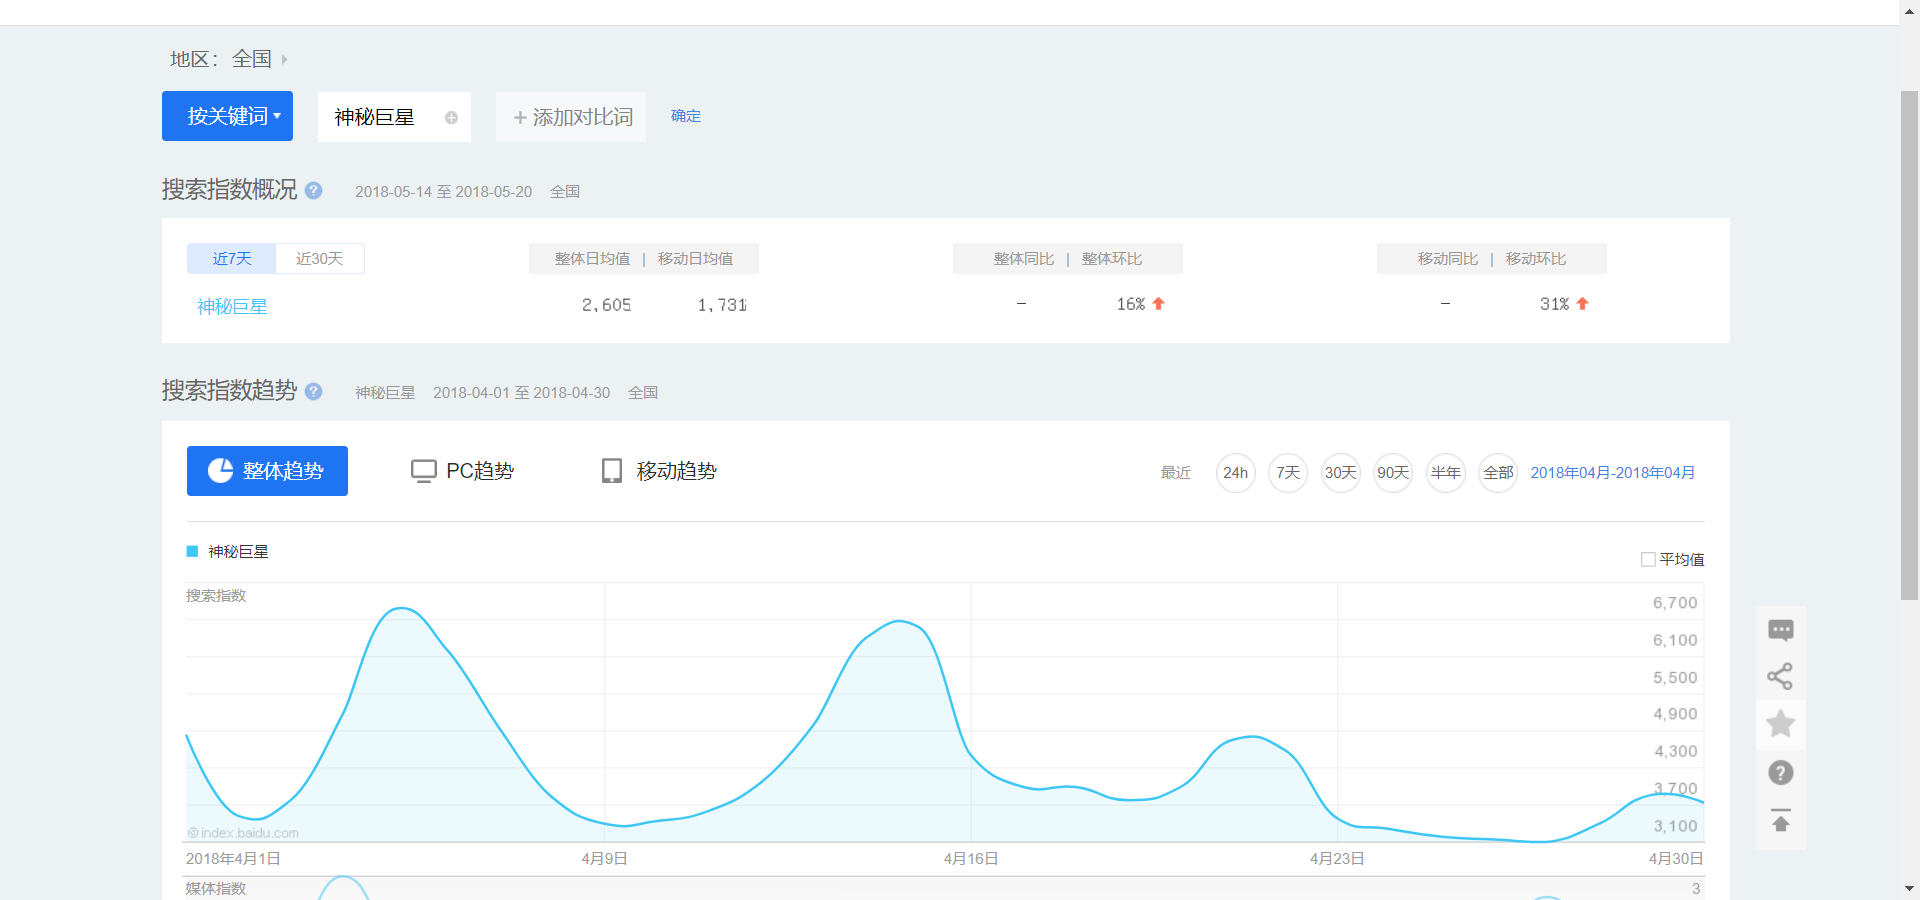 地区： 全国
按关键词 神秘巨星 添加对比词 确定
搜索指数概况 ? 2018-05-14 至 2018-05-20 全国
近7天 近30天 整体日均值 | 移动日均值 整体同比 | 整体环比 移动同比 | 移动环比
神秘巨星 2,605 1,731 - 16% - 31%
搜索指数趋势 ? 神秘巨星 2018-04-01 至 2018-04-30 全国
整体趋势 PC趋势 移动趋势 最近 24h 7天 30天 90天 半年 全部 2018年04月-2018年04月
神秘巨星
平均值
搜索指数
6,700
6,100
5,500
4,900
4,300
3,700
3,100
©index.baidu.com
2018年4月1日 4月9日 4月16日 4月23日 4月30日
媒体指数 3